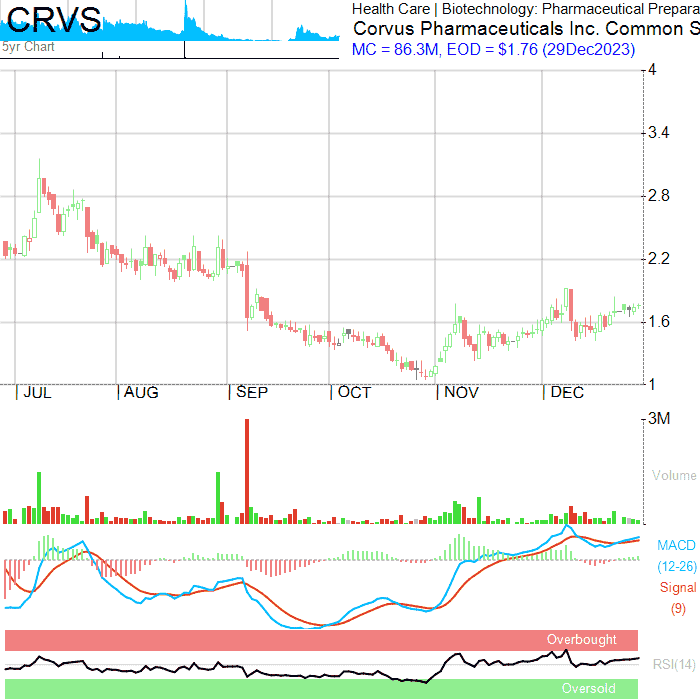 CRVS
5yr Chart
Health Care | Biotechnology: Pharmaceutical Prepara
Corvus Pharmaceuticals Inc. Common S
MC = 86.3M, EOD = $1.76 (29Dec2023)
4
3.4
2.8
2.2
1.6
1
JUL
AUG
SEP
OCT
NOV
DEC
3M
Volume
MACD
(12-26)
Signal
(9)
Overbought
RSI(14)
Oversold